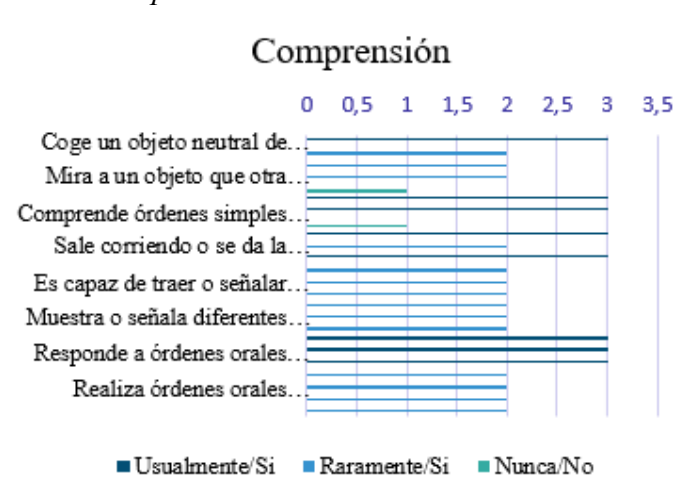 Comprensión
0 0,5 1 1,5 2 2,5 3 3,5
Coge un objeto neutral de...
Mira a un objeto que otra...
Comprende órdenes simples...
Sale corriendo o se da la...
Es capaz de traer o señalar...
Muestra o señala diferentes...
Responde a órdenes orales...
Realiza órdenes orales...
Usualmente/Si Raramente/Si Nunca/No